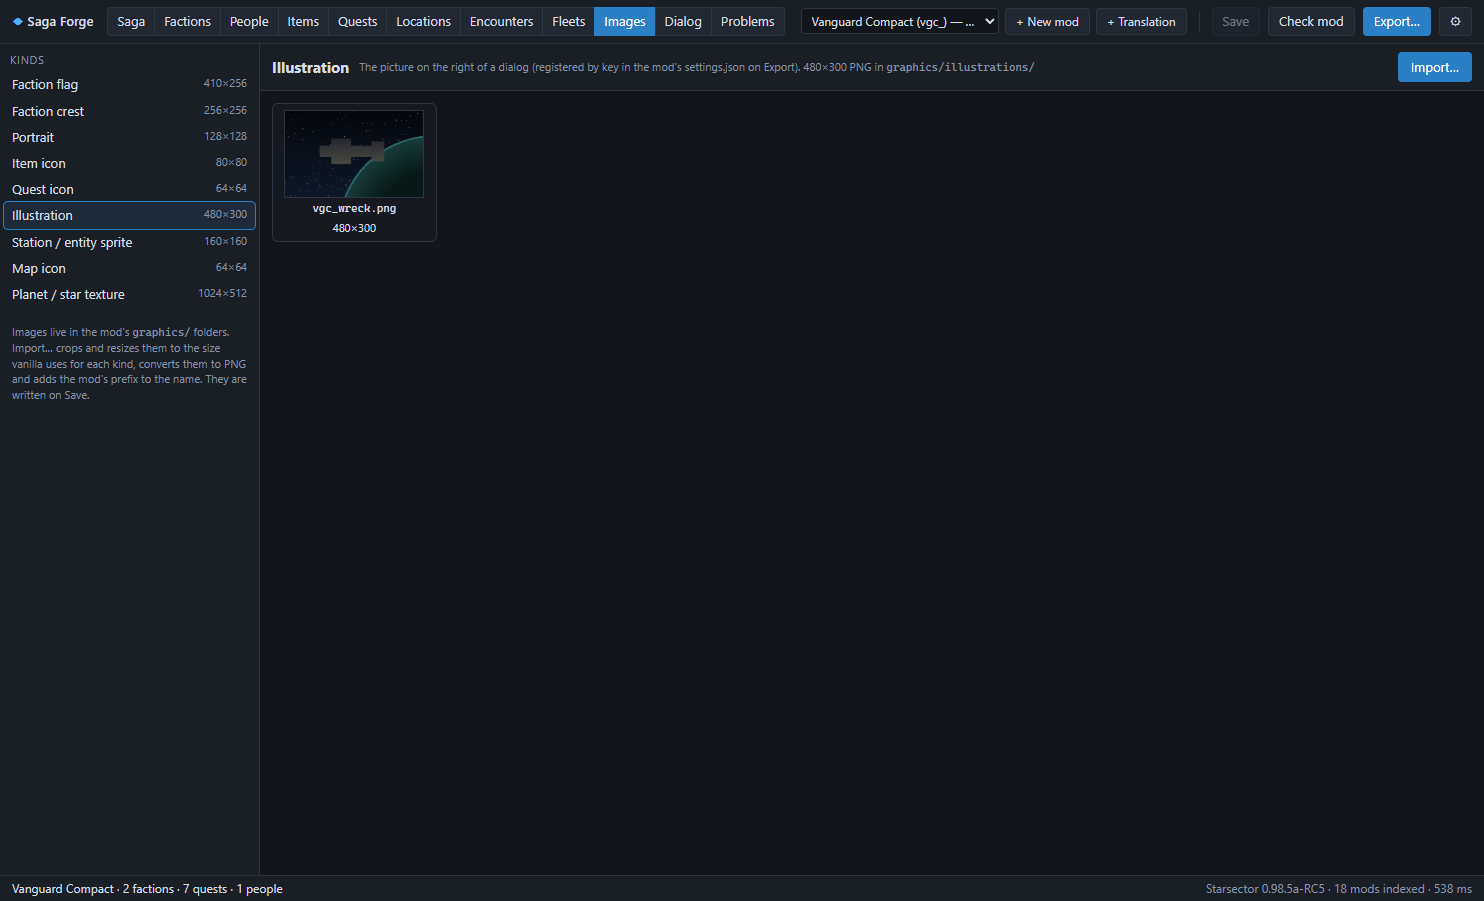 Saga Forge
Saga
Factions
People
Items
Quests
Locations
Encounters
Fleets
Images
Dialog
Problems
Vanguard Compact (vgc_) — ...
+ New mod
+ Translation
Save
Check mod
Export...
KINDS
Faction flag 410×256
Faction crest 256×256
Portrait 128×128
Item icon 80×80
Quest icon 64×64
Illustration 480×300
Station / entity sprite 160×160
Map icon 64×64
Planet / star texture 1024×512
Images live in the mod's graphics/ folders.
Import... crops and resizes them to the size
vanilla uses for each kind, converts them to PNG
and adds the mod's prefix to the name. They are
written on Save.
Illustration The picture on the right of a dialog (registered by key in the mod's settings.json on Export). 480×300 PNG in graphics/illustrations/
Import...
vgc_wreck.png
480×300
Vanguard Compact · 2 factions · 7 quests · 1 people
Starsector 0.98.5a-RC5 · 18 mods indexed · 538 ms